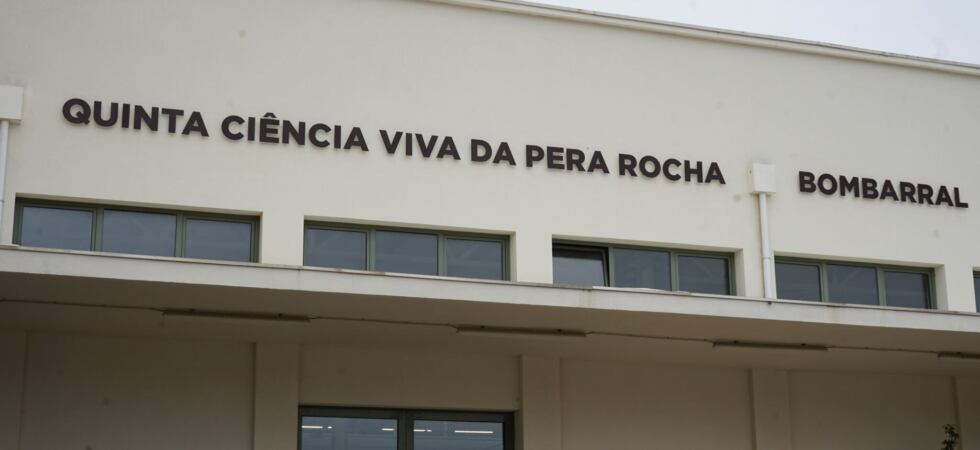 QUINTA CIÊNCIA VIVA DA PERA ROCHA BOMBARRAL